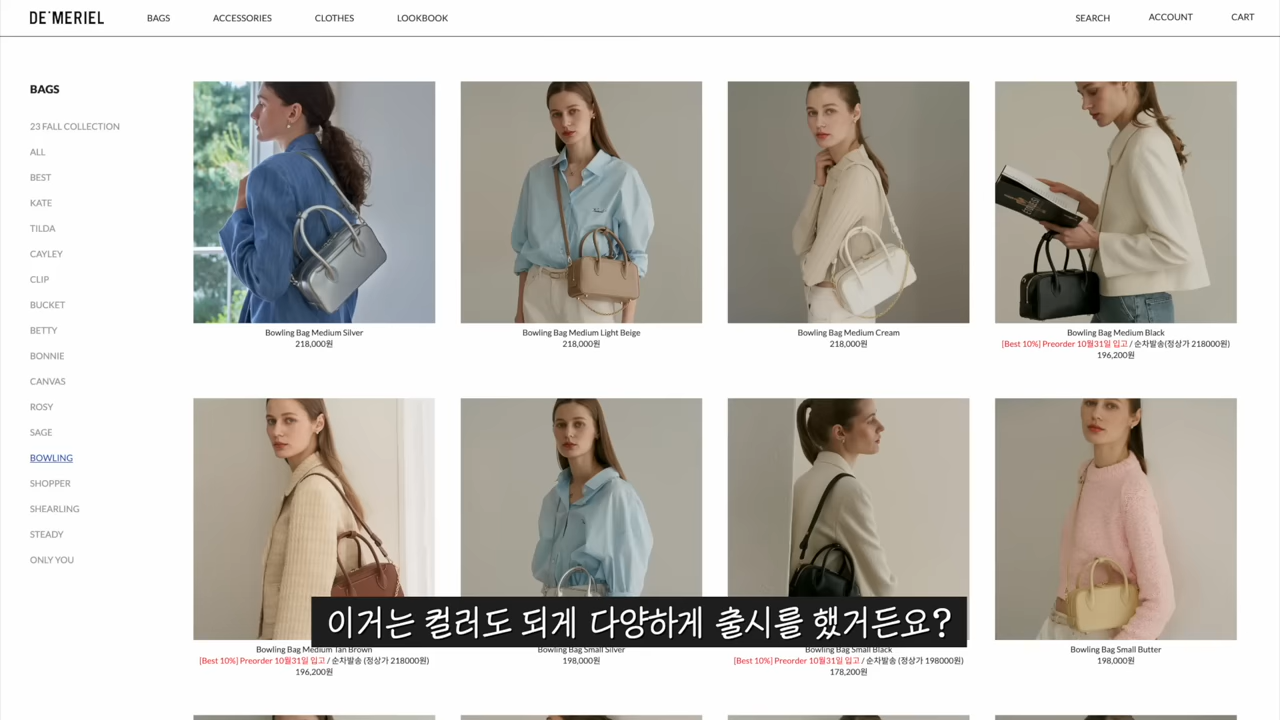 DE'MERIEL
BAGS
ACCESSORIES
CLOTHES
LOOKBOOK
SEARCH
ACCOUNT
CART
BAGS
23 FALL COLLECTION
ALL
BEST
KATE
TILDA
CAYLEY
CLIP
BUCKET
BETTY
BONNIE
CANVAS
ROSY
SAGE
BOWLING
SHOPPER
SHEARLING
STEADY
ONLY YOU
Bowling Bag Medium Silver
218,000원
Bowling Bag Medium Light Beige
218,000원
Bowling Bag Medium Cream
218,000원
Bowling Bag Medium Black
[Best 10%] Preorder 10월31일 입고 / 순차발송(정상가 218000원)
196,200원
Bowling Bag Medium Tan Brown
[Best 10%] Preorder 10월31일 입고 / 순차발송 (정상가 218000원)
196,200원
Bowling Bag Small Silver
198,000원
Bowling Bag Small Black
[Best 10%] Preorder 10월31일 입고 / 순차발송 (정상가 198000원)
178,200원
Bowling Bag Small Butter
198,000원
이거는 컬러도 되게 다양하게 출시를 했거든요?